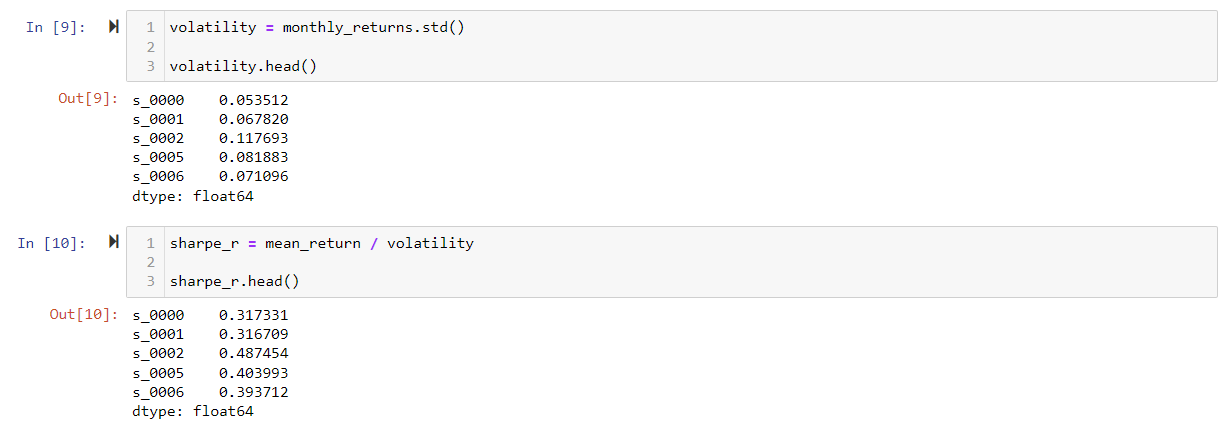 In [9]:
1 volatility = monthly_returns.std()
2
3 volatility.head()
Out[9]: s_0000    0.053512
s_0001    0.067820
s_0002    0.117693
s_0005    0.081883
s_0006    0.071096
dtype: float64
In [10]:
1 sharpe_r = mean_return / volatility
2
3 sharpe_r.head()
Out[10]: s_0000    0.317331
s_0001    0.316709
s_0002    0.487454
s_0005    0.403993
s_0006    0.393712
dtype: float64